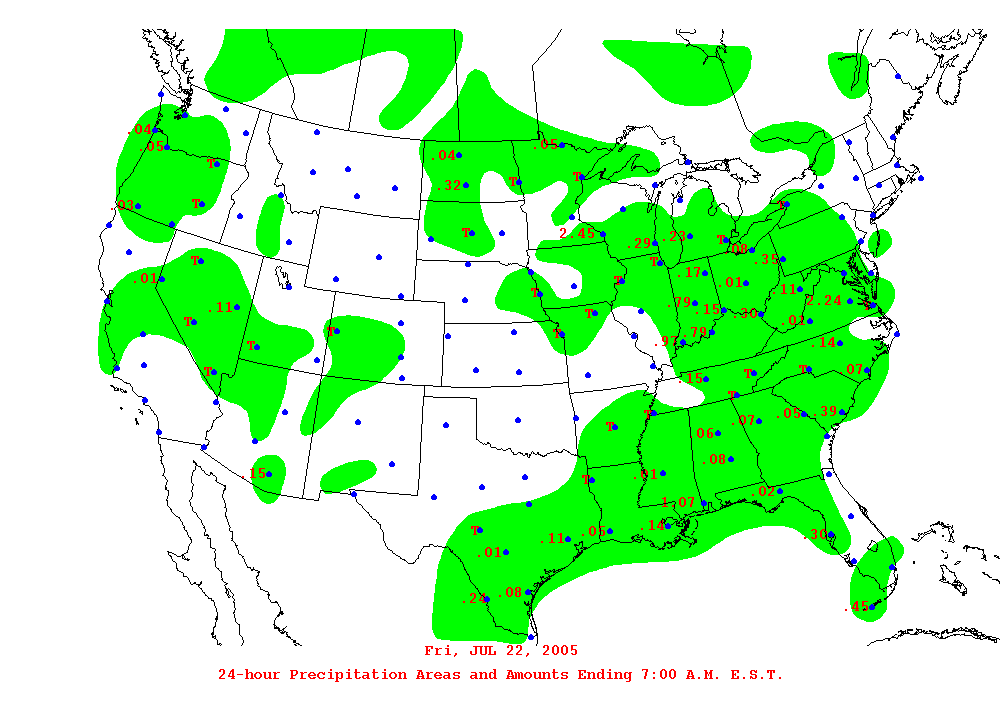 .04
.05
.05
.04
T
T
T
.32
.03
T
T
T
2.45
.29
.23
T
.08
.35
T
T
.01
.17
.01
T
T
.11
2.24
.11
.79
.15
.30
T
.01
T
T
T
.79
.97
.14
T
T
T
.15
T
.07
T
T
.07
.05
.39
T
.06
.08
.15
.01
T
.02
1.07
T
.11
.05
.14
.30
.01
.24
.08
.45
Fri, JUL 22, 2005
24-hour Precipitation Areas and Amounts Ending 7:00 A.M. E.S.T.